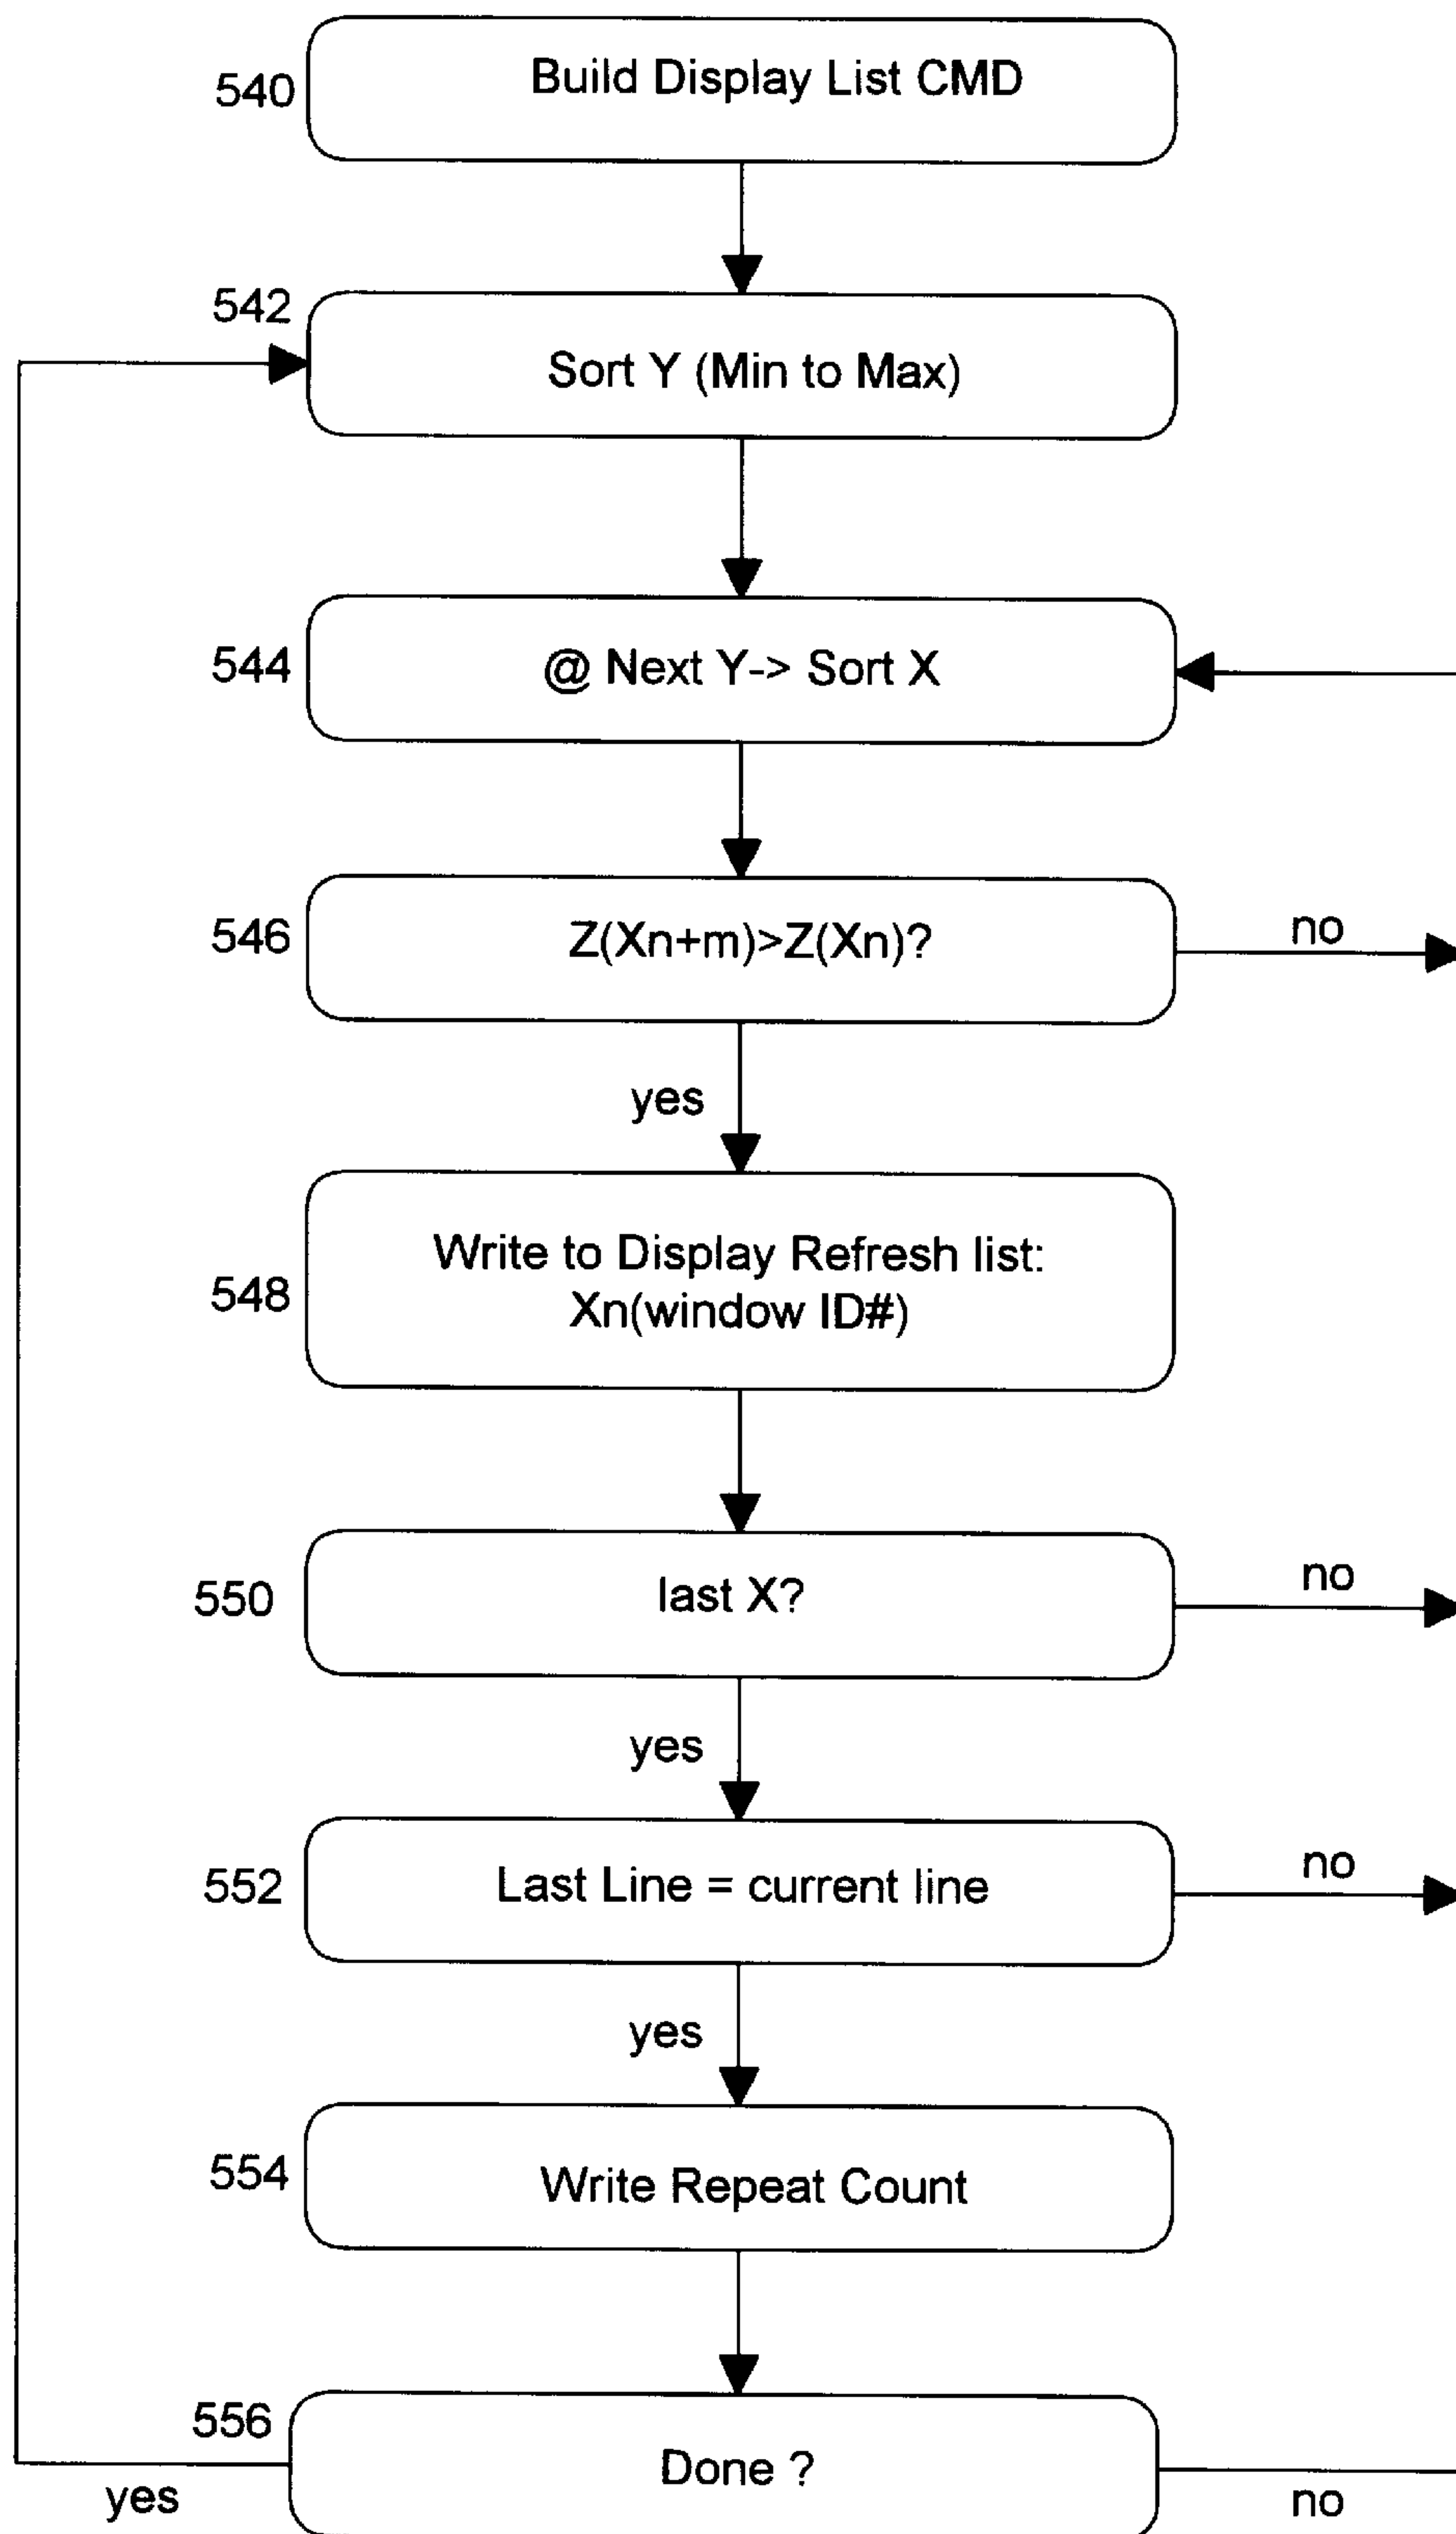 540
Build Display List CMD
542
Sort Y (Min to Max)
544
@ Next Y-> Sort X
546
Z(Xn+m)>Z(Xn)?
no
yes
548
Write to Display Refresh list:
Xn(window ID#)
550
last X?
no
yes
552
Last Line = current line
no
yes
554
Write Repeat Count
556
Done ?
yes
no